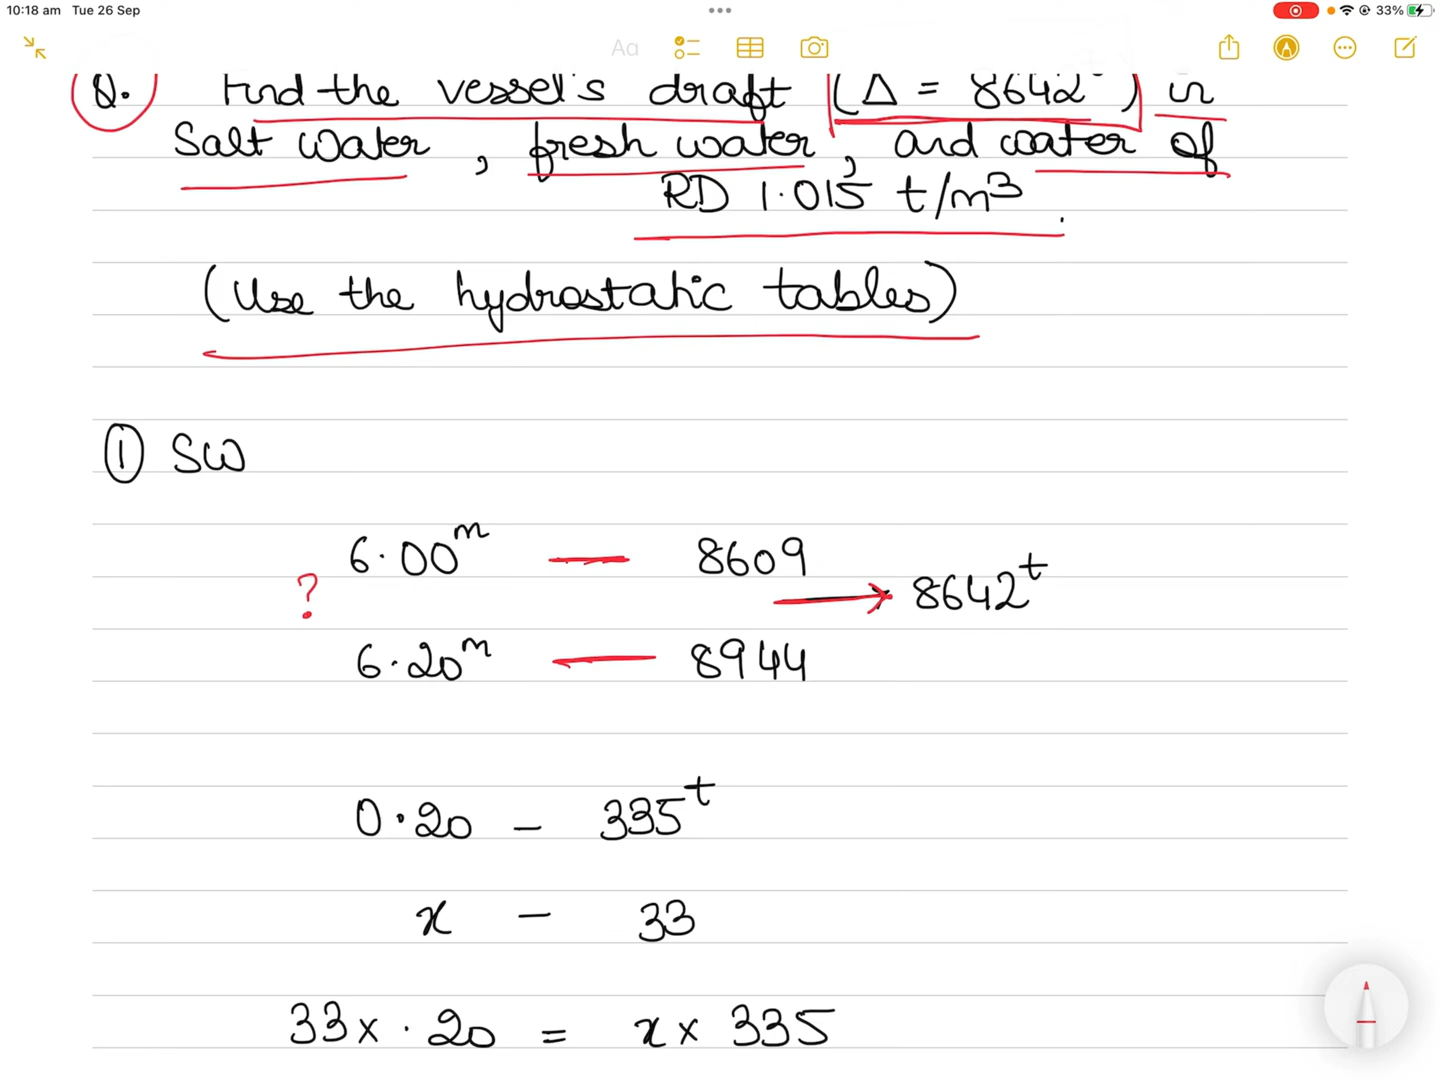 10:18 am Tue 26 Sep
33%
Aa
Q. Find the vessel's draft (Δ = 8642ᵗ) in
Salt water, fresh water, and water of
RD 1.015 t/m3.
(Use the hydrostatic tables)
① SW
6.00ᵐ — 8609
? → 8642ᵗ
6.20ᵐ — 8944
0.20 – 335ᵗ
x – 33
33 x .20 = x x 335